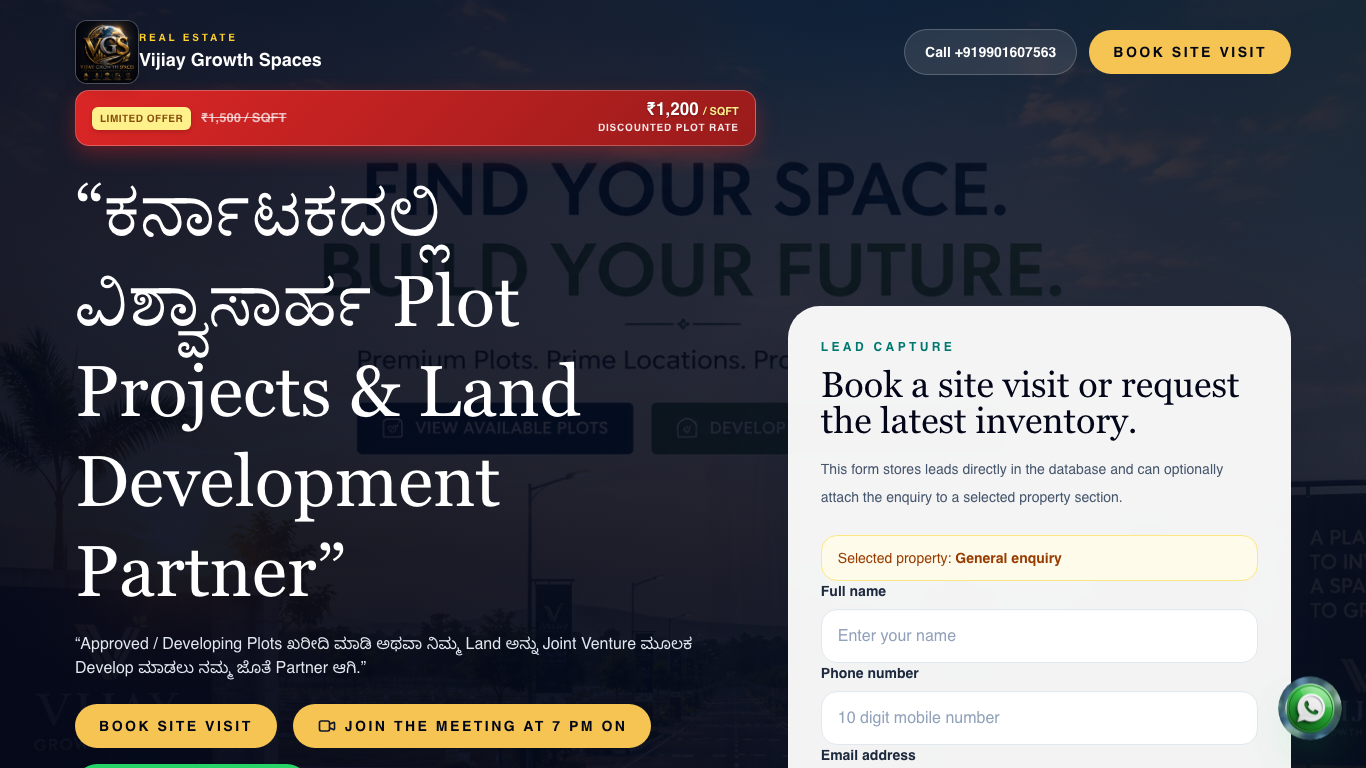 VGS
REAL ESTATE
Vijiay Growth Spaces
Call +919901607563
BOOK SITE VISIT
LIMITED OFFER
₹1,500 / SQFT
₹1,200 / SQFT
DISCOUNTED PLOT RATE
FIND YOUR SPACE.
BUILD YOUR FUTURE.
Premium Plots. Prime Locations.
VIEW AVAILABLE PLOTS
DEVELOP
“ಕರ್ನಾಟಕದಲ್ಲಿ
ವಿಶ್ವಾಸಾರ್ಹ Plot
Projects & Land
Development
Partner”
“Approved / Developing Plots ಖರೀದಿ ಮಾಡಿ ಅಥವಾ ನಿಮ್ಮ Land ಅನ್ನು Joint Venture ಮೂಲಕ
Develop ಮಾಡಲು ನಮ್ಮ ಜೊತೆ Partner ಆಗಿ.”
BOOK SITE VISIT
JOIN THE MEETING AT 7 PM ON
LEAD CAPTURE
Book a site visit or request
the latest inventory.
This form stores leads directly in the database and can optionally
attach the enquiry to a selected property section.
Selected property: General enquiry
Full name
Enter your name
Phone number
10 digit mobile number
Email address